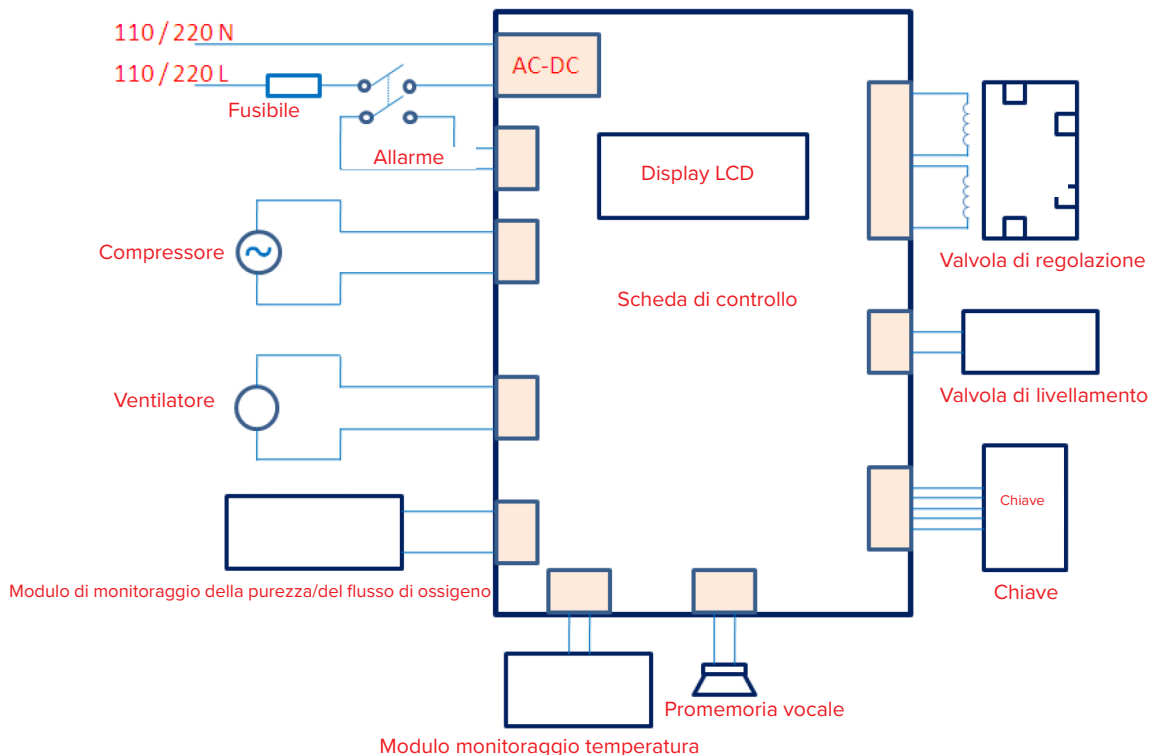 110 / 220 N
110 / 220 L
AC-DC
Fusibile
Allarme
Display LCD
Compressore
Valvola di regolazione
Scheda di controllo
Ventilatore
Valvola di livellamento
Chiave
Modulo di monitoraggio della purezza/del flusso di ossigeno
Chiave
Promemoria vocale
Modulo monitoraggio temperatura